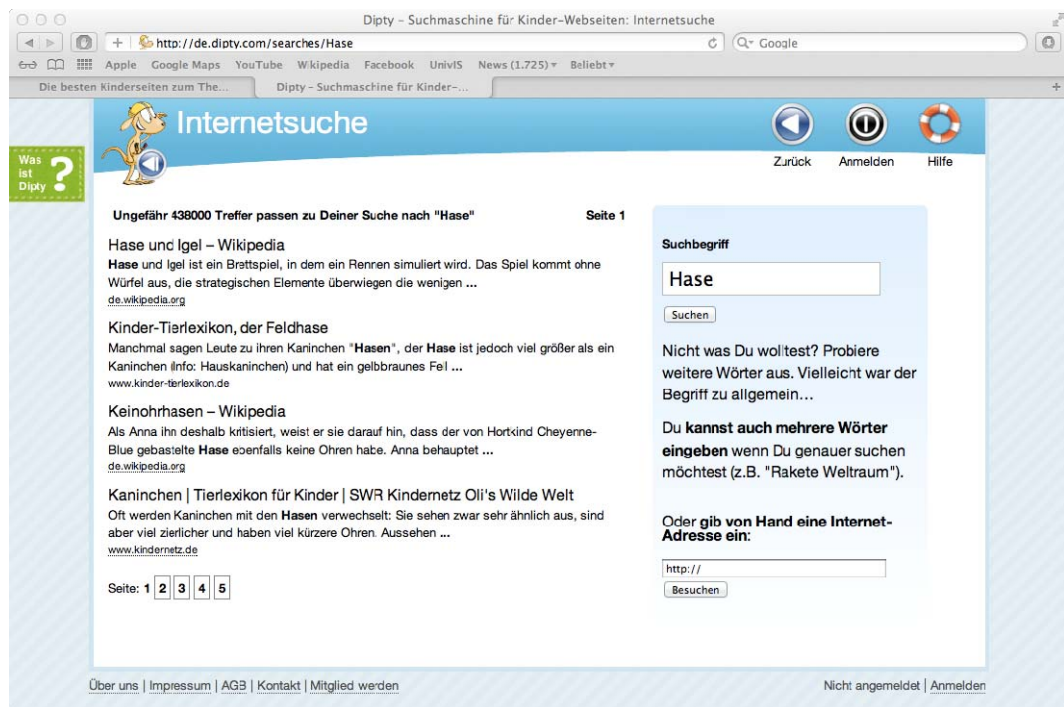 Dipty – Suchmaschine für Kinder-Webseiten: Internetsuche
http://de.dipty.com/searches/Hase
Google
Apple Google Maps YouTube Wikipedia Facebook UnivIS News (1.725) Beliebt
Die besten Kinderseiten zum The...
Dipty – Suchmaschine für Kinder-...
Internetsuche
Zurück
Anmelden
Hilfe
Was
ist
Dipty
?
Ungefähr 438000 Treffer passen zu Deiner Suche nach "Hase"
Seite 1
Hase und Igel – Wikipedia
Hase und Igel ist ein Brettspiel, in dem ein Rennen simuliert wird. Das Spiel kommt ohne
Würfel aus, die strategischen Elemente überwiegen die wenigen ...
de.wikipedia.org
Kinder-Tierlexikon, der Feldhase
Manchmal sagen Leute zu ihren Kaninchen "Hasen", der Hase ist jedoch viel größer als ein
Kaninchen (Info: Hauskaninchen) und hat ein gelbbraunes Fell ...
www.kinder-tierlexikon.de
Keinohrhasen – Wikipedia
Als Anna ihn deshalb kritisiert, weist er sie darauf hin, dass der von Hortkind Cheyenne-
Blue gebastelte Hase ebenfalls keine Ohren habe. Anna behauptet ...
de.wikipedia.org
Kaninchen | Tierlexikon für Kinder | SWR Kindernetz Oli's Wilde Welt
Oft werden Kaninchen mit den Hasen verwechselt: Sie sehen zwar sehr ähnlich aus, sind
aber viel zierlicher und haben viel kürzere Ohren. Aussehen ...
www.kindernetz.de
Seite: 1 2 3 4 5
Suchbegriff
Hase
Suchen
Nicht was Du wolltest? Probiere
weitere Wörter aus. Vielleicht war der
Begriff zu allgemein…
Du kannst auch mehrere Wörter
eingeben wenn Du genauer suchen
möchtest (z.B. "Rakete Weltraum").
Oder gib von Hand eine Internet-
Adresse ein:
http://
Besuchen
Über uns | Impressum | AGB | Kontakt | Mitglied werden
Nicht angemeldet | Anmelden